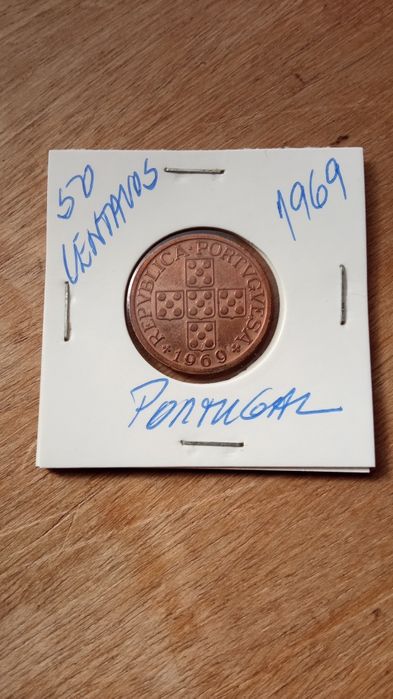 50
CENTAVOS
1969
REPVBLICA · PORTVGVESA
1969
PORTUGAL